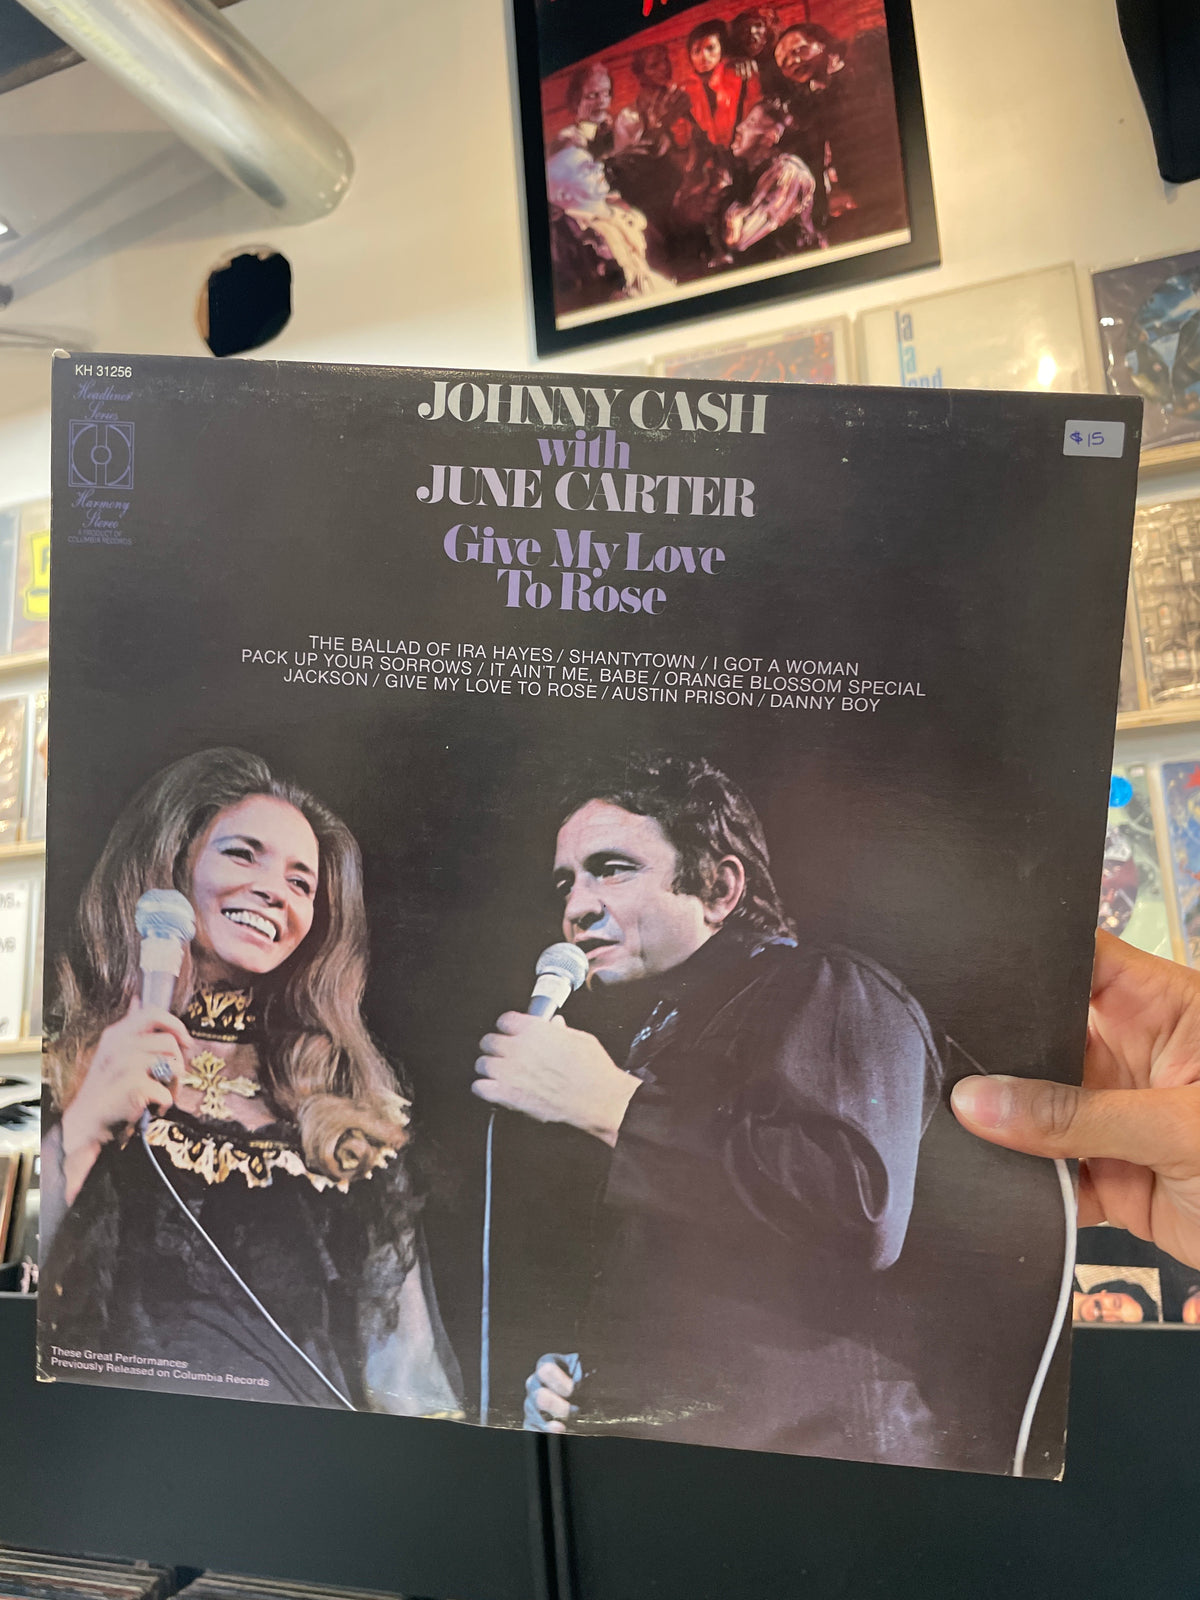 KH 31256
Headliner
Series
Harmony
Stereo
A PRODUCT OF
COLUMBIA RECORDS
JOHNNY CASH
with
JUNE CARTER
Give My Love
To Rose
$15
THE BALLAD OF IRA HAYES / SHANTYTOWN / I GOT A WOMAN
PACK UP YOUR SORROWS / IT AIN'T ME, BABE / ORANGE BLOSSOM SPECIAL
JACKSON / GIVE MY LOVE TO ROSE / AUSTIN PRISON / DANNY BOY
These Great Performances
Previously Released on Columbia Records
la
la
land